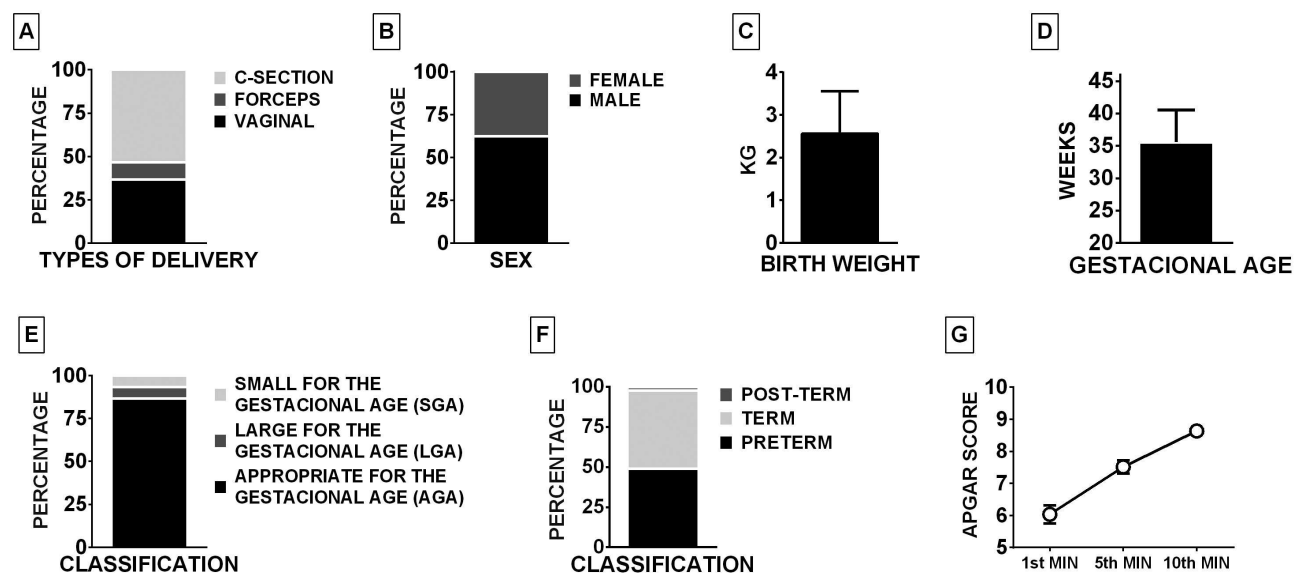 A
PERCENTAGE
100
75
50
25
0
C-SECTION
FORCEPS
VAGINAL
TYPES OF DELIVERY
B
PERCENTAGE
100
75
50
25
0
FEMALE
MALE
SEX
C
KG
4
3
2
1
0
BIRTH WEIGHT
D
WEEKS
45
40
35
30
25
20
GESTACIONAL AGE
E
PERCENTAGE
100
75
50
25
0
SMALL FOR THE
GESTACIONAL AGE (SGA)
LARGE FOR THE
GESTACIONAL AGE (LGA)
APPROPRIATE FOR THE
GESTACIONAL AGE (AGA)
CLASSIFICATION
F
PERCENTAGE
100
75
50
25
0
POST-TERM
TERM
PRETERM
CLASSIFICATION
G
APGAR SCORE
10
9
8
7
6
5
1st MIN 5th MIN 10th MIN